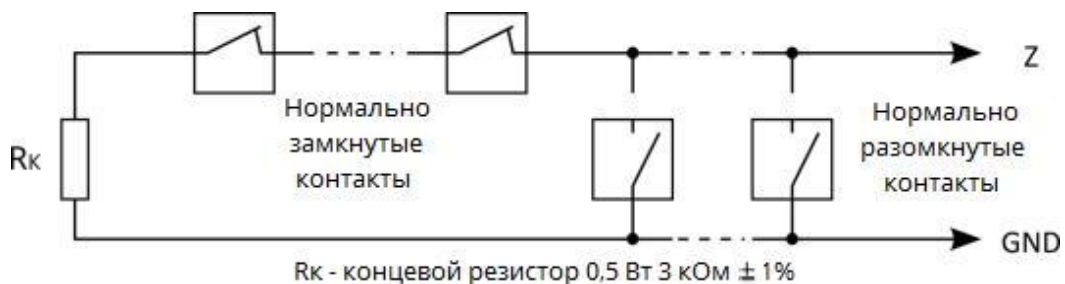 Z
Нормально
замкнутые
контакты
Нормально
разомкнутые
контакты
Rк
GND
Rк - концевой резистор 0,5 Вт 3 кОм ± 1%